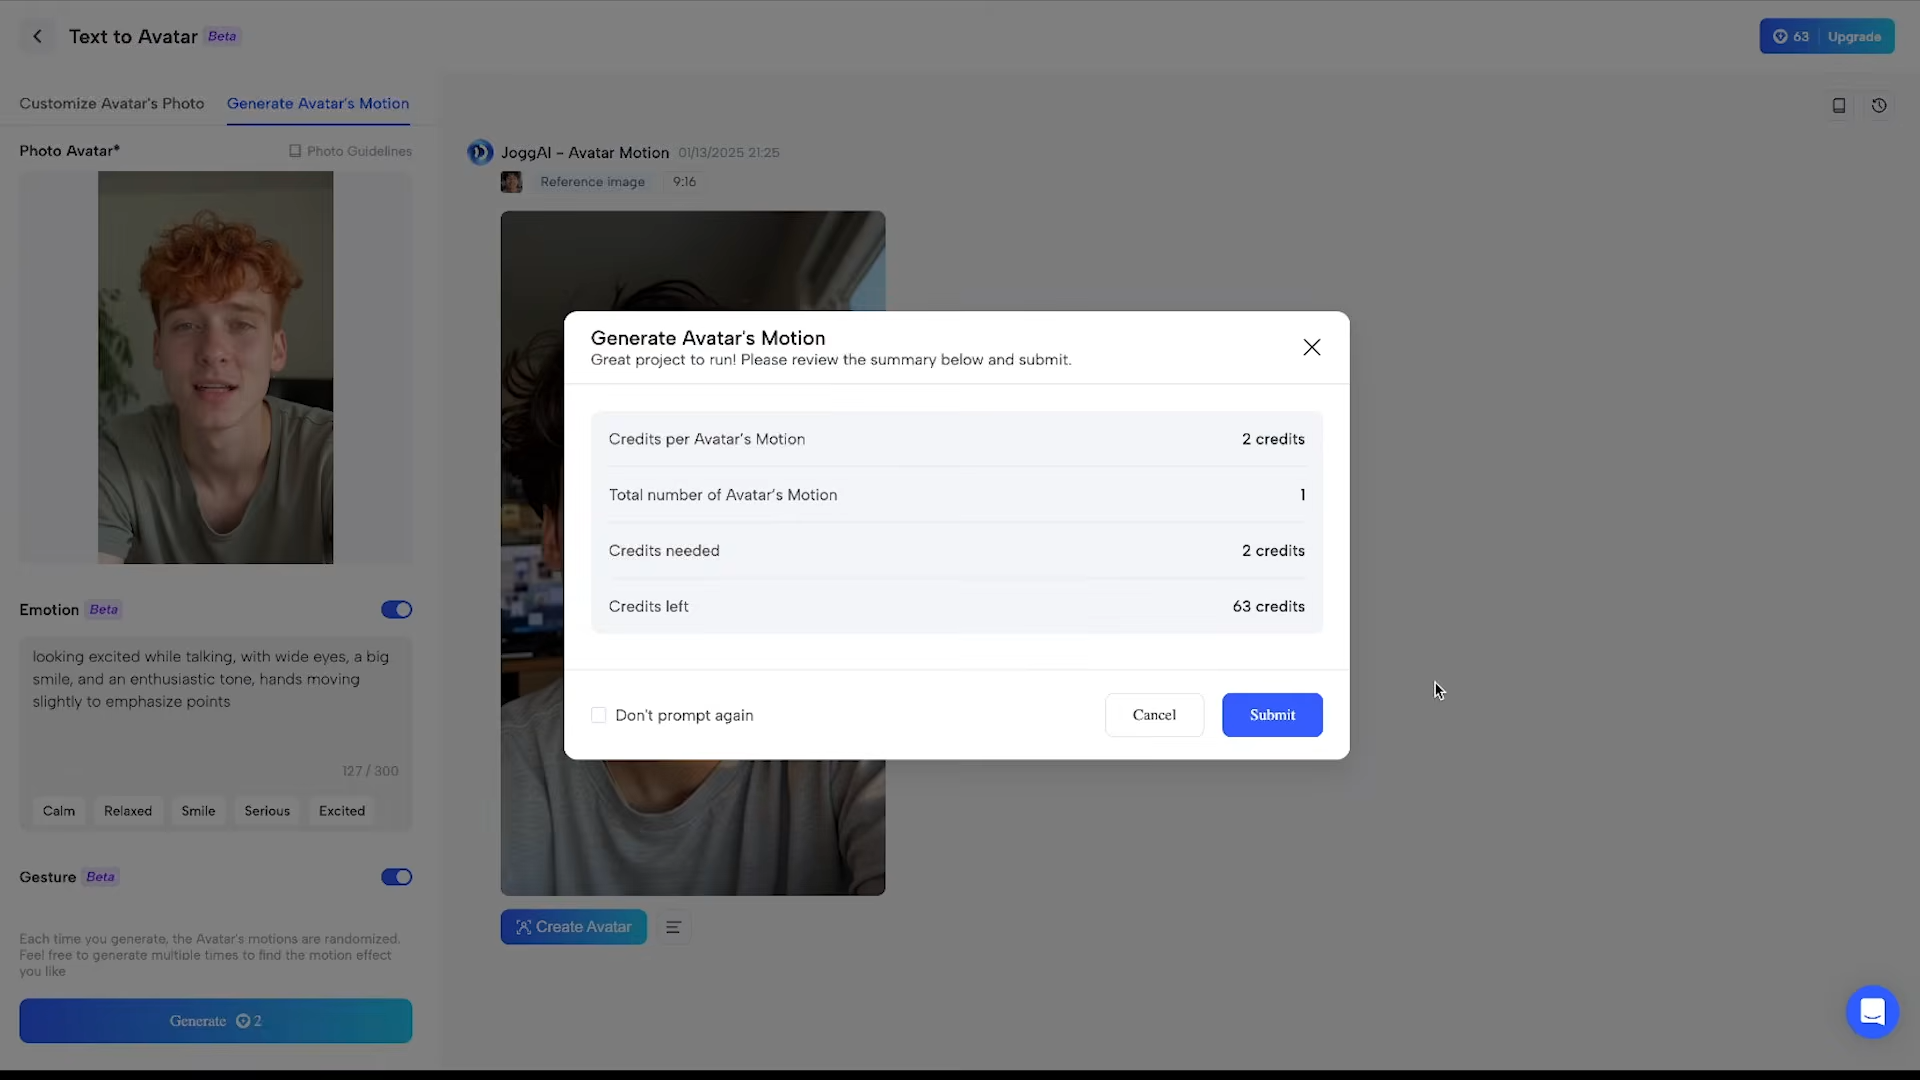 Text to Avatar Beta
63 Upgrade
Customize Avatar's Photo Generate Avatar's Motion
Photo Avatar* Photo Guidelines
Emotion Beta
looking excited while talking, with wide eyes, a big
smile, and an enthusiastic tone, hands moving
slightly to emphasize points
127 / 300
Calm Relaxed Smile Serious Excited
Gesture Beta
Each time you generate, the Avatar's motions are randomized.
Feel free to generate multiple times to find the motion effect
you like
Generate 2
JoggAI - Avatar Motion 01/13/2025 21:25
Reference image 9:16
Create Avatar
Generate Avatar's Motion
Great project to run! Please review the summary below and submit.
Credits per Avatar's Motion 2 credits
Total number of Avatar's Motion 1
Credits needed 2 credits
Credits left 63 credits
Don't prompt again
Cancel Submit